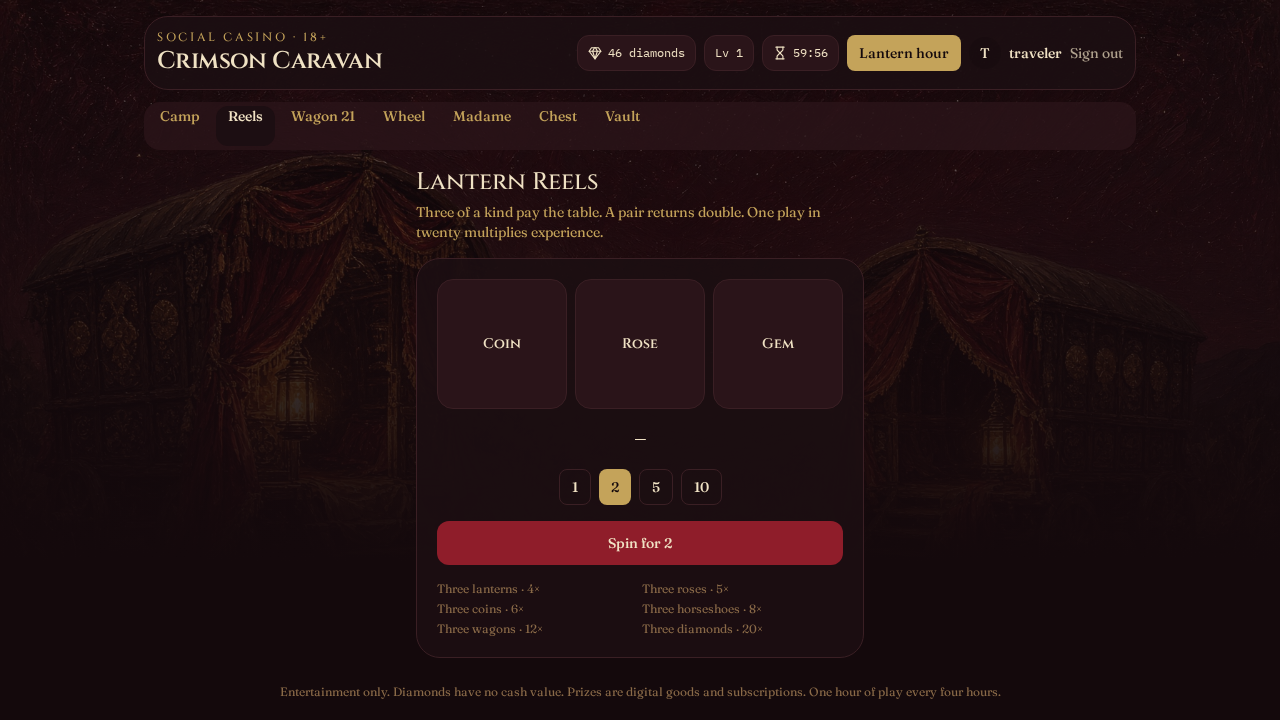 SOCIAL CASINO · 18+
CRIMSON CARAVAN
46 diamonds
Lv 1
59:56
Lantern hour
T
traveler
Sign out
Camp
Reels
Wagon 21
Wheel
Madame
Chest
Vault
LANTERN REELS
Three of a kind pay the table. A pair returns double. One play in
twenty multiplies experience.
COIN
ROSE
GEM
—
1
2
5
10
Spin for 2
Three lanterns · 4×
Three roses · 5×
Three coins · 6×
Three horseshoes · 8×
Three wagons · 12×
Three diamonds · 20×
Entertainment only. Diamonds have no cash value. Prizes are digital goods and subscriptions. One hour of play every four hours.